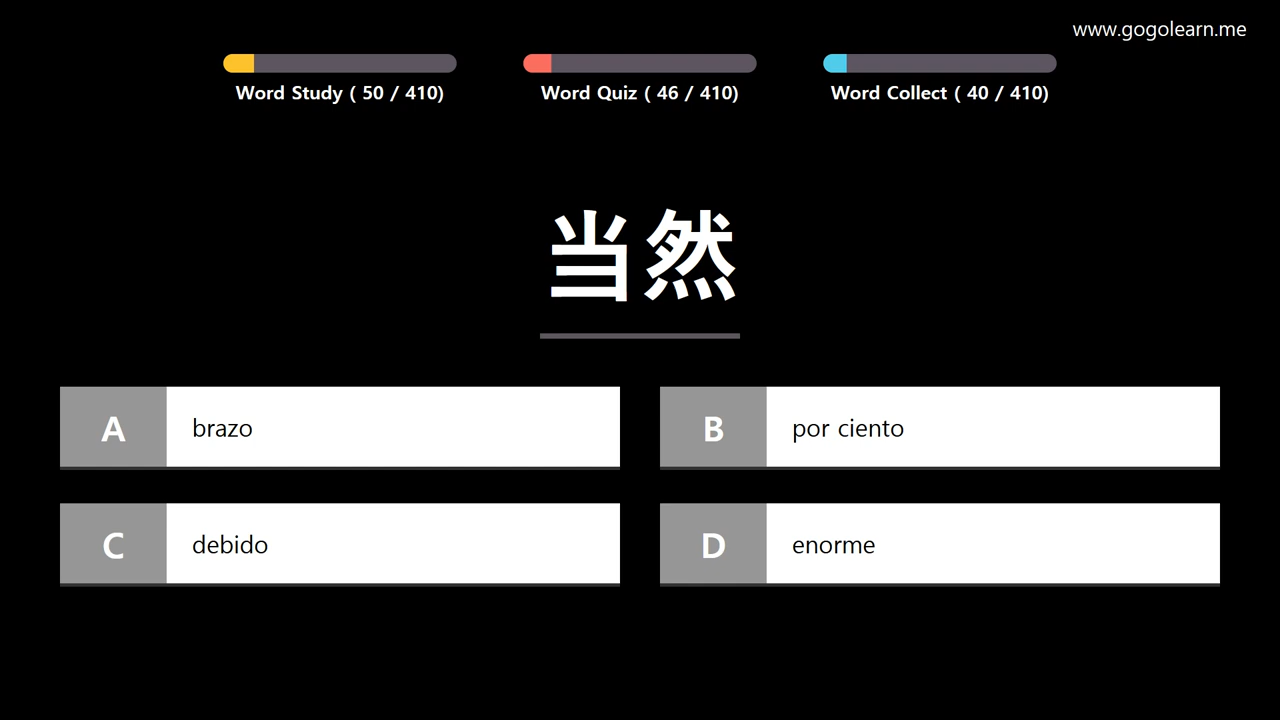 www.gogolearn.me
Word Study ( 50 / 410)
Word Quiz ( 46 / 410)
Word Collect ( 40 / 410)
当然
A brazo
B por ciento
C debido
D enorme